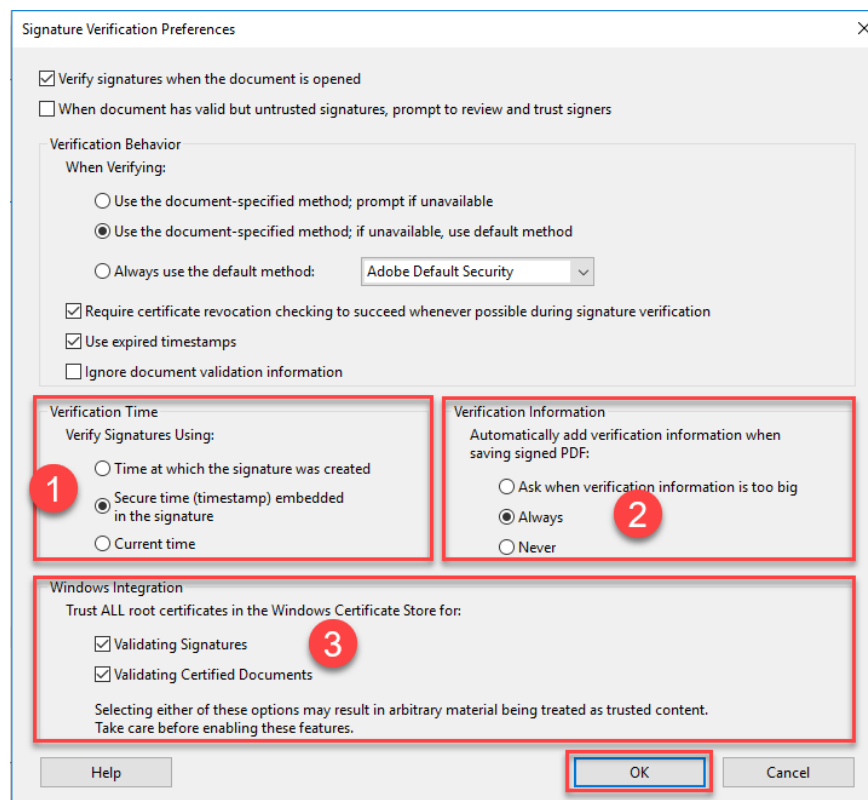 Signature Verification Preferences
Verify signatures when the document is opened
When document has valid but untrusted signatures, prompt to review and trust signers
Verification Behavior
When Verifying:
Use the document-specified method; prompt if unavailable
Use the document-specified method; if unavailable, use default method
Always use the default method: Adobe Default Security
Require certificate revocation checking to succeed whenever possible during signature verification
Use expired timestamps
Ignore document validation information
Verification Time
Verify Signatures Using:
Time at which the signature was created
1
Secure time (timestamp) embedded
in the signature
Current time
Verification Information
Automatically add verification information when
saving signed PDF:
Ask when verification information is too big
Always
2
Never
Windows Integration
Trust ALL root certificates in the Windows Certificate Store for:
Validating Signatures
3
Validating Certified Documents
Selecting either of these options may result in arbitrary material being treated as trusted content.
Take care before enabling these features.
Help
OK
Cancel